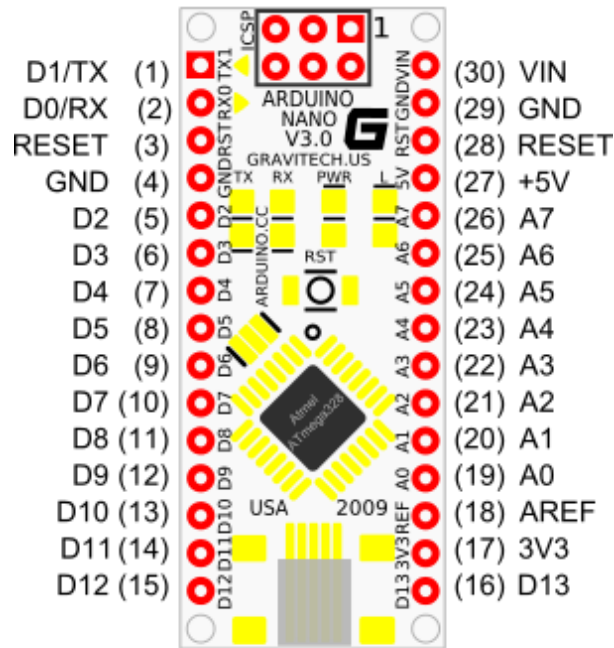 ICSP
1
D1/TX (1) TX1 VIN (30) VIN
D0/RX (2) RX0 ARDUINO GND (29) GND
NANO
RESET (3) RST V3.0 G RST (28) RESET
GRAVITECH.US
GND (4) GND TX RX PWR L 5V (27) +5V
D2 (5) D2 A7 (26) A7
ARDUINO.CC
D3 (6) D3 RST A6 (25) A6
D4 (7) D4 A5 (24) A5
D5 (8) D5 A4 (23) A4
D6 (9) D6 A3 (22) A3
D7 (10) D7 Atmel A2 (21) A2
ATmega328
D8 (11) D8 A1 (20) A1
D9 (12) D9 A0 (19) A0
D10 (13) D10 USA 2009 REF (18) AREF
D11 (14) D11 3V3 (17) 3V3
D12 (15) D12 D13 (16) D13